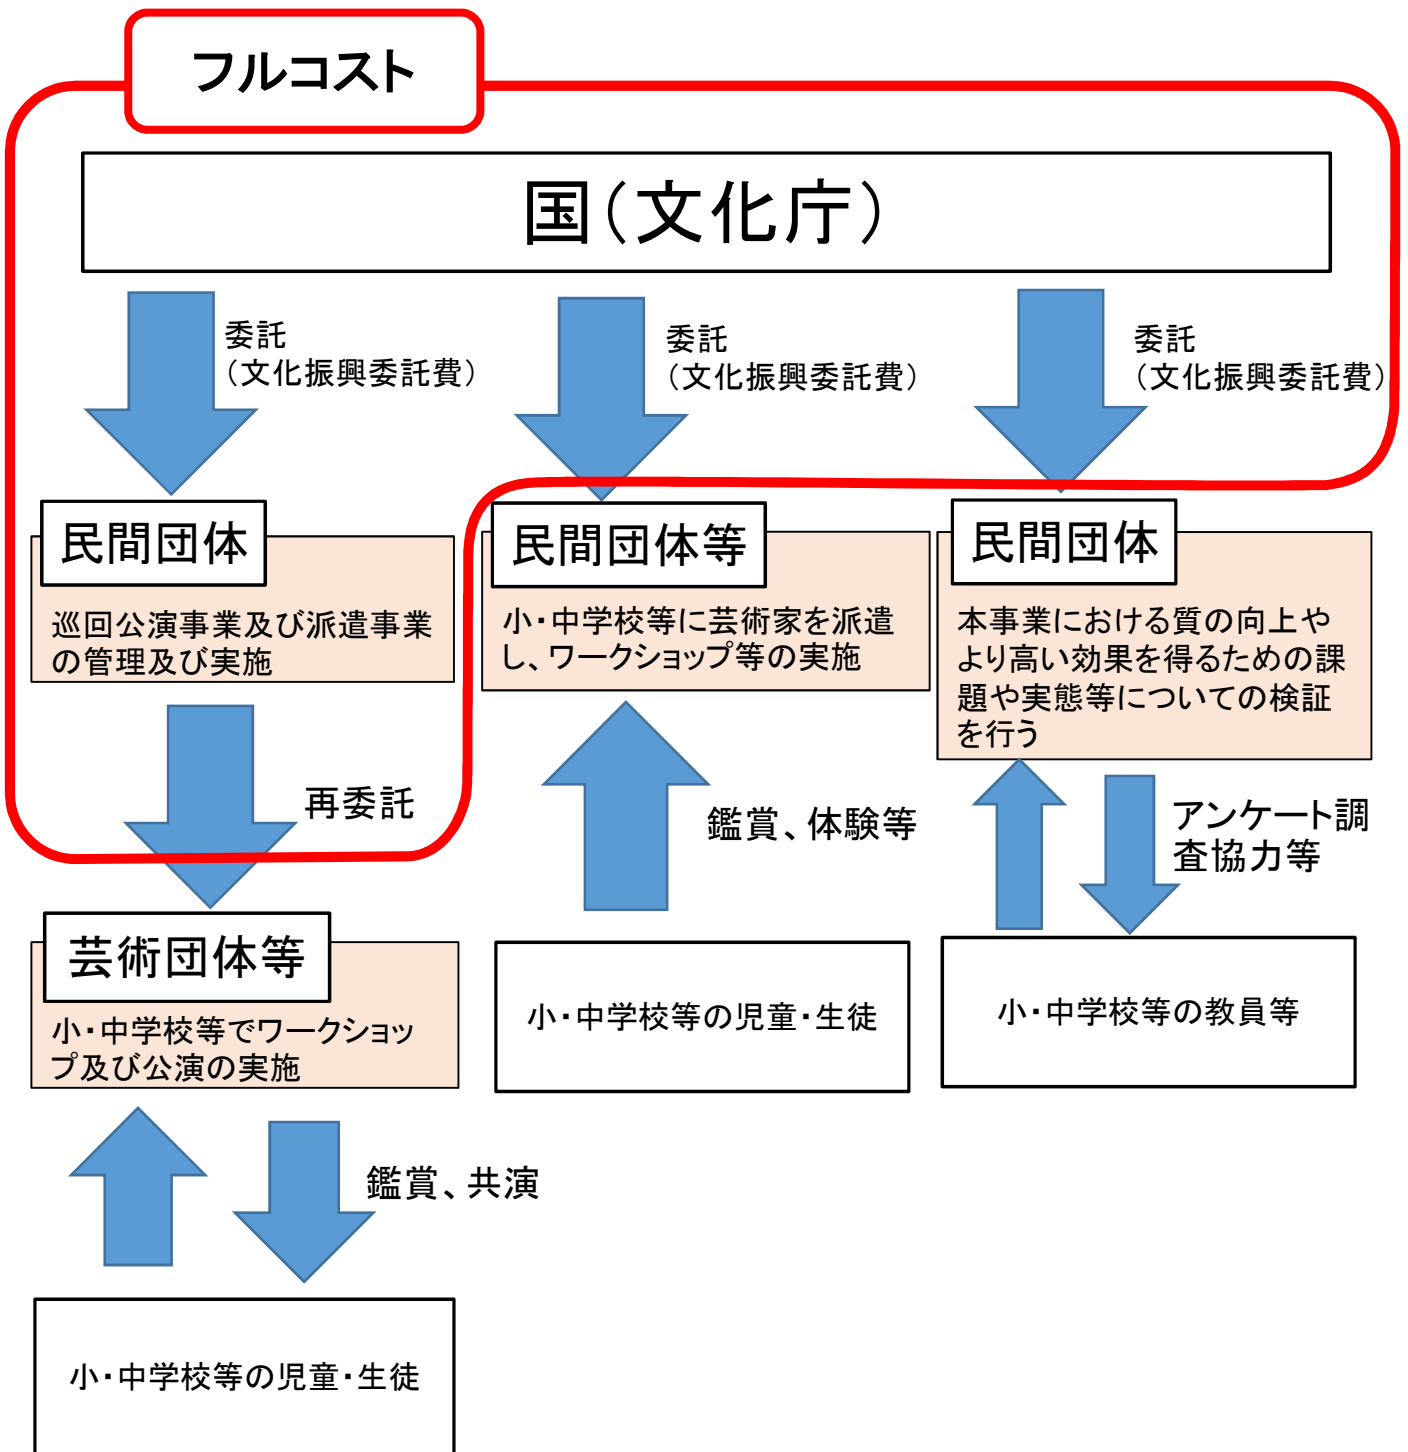 フルコスト
国（文化庁）
委託
（文化振興委託費）
委託
（文化振興委託費）
委託
（文化振興委託費）
民間団体
巡回公演事業及び派遣事業
の管理及び実施
民間団体等
小・中学校等に芸術家を派遣
し、ワークショップ等の実施
民間団体
本事業における質の向上や
より高い効果を得るための課
題や実態等についての検証
を行う
再委託
鑑賞、体験等
アンケート調
査協力等
芸術団体等
小・中学校等でワークショッ
プ及び公演の実施
小・中学校等の児童・生徒
小・中学校等の教員等
鑑賞、共演
小・中学校等の児童・生徒